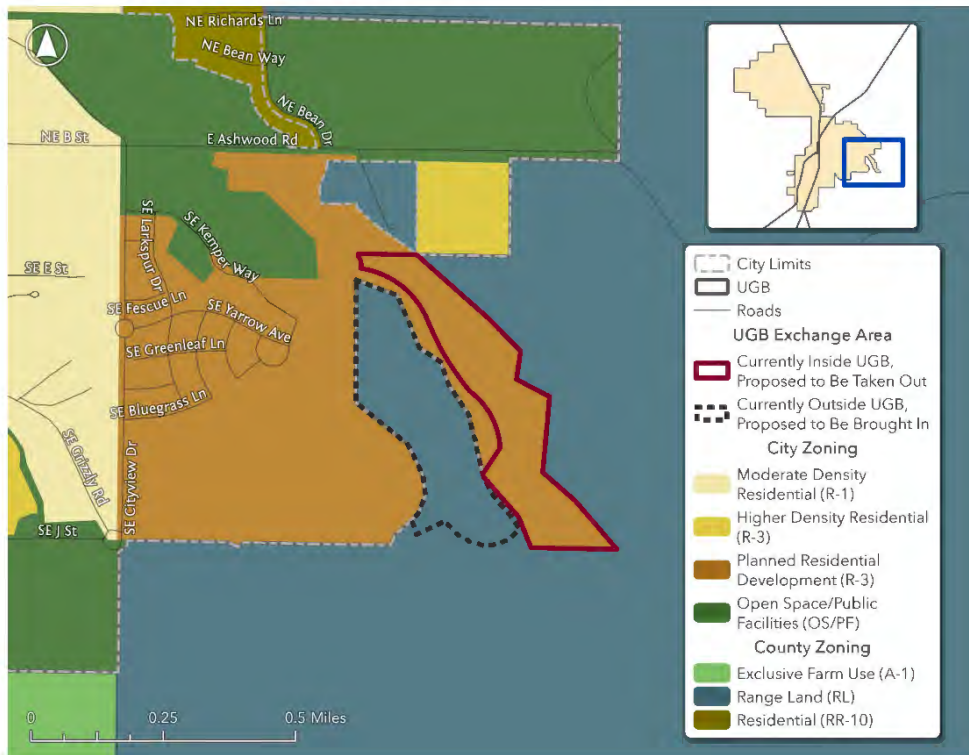 NE Richards Ln
NE Bean Way
NE Bean Dr
NE B St
E Ashwood Rd
SE Larkspur Dr
SE Kemper Way
SE E St
SE Fescue Ln
SE Yarrow Ave
SE Greenleaf Ln
SE Bluegrass Ln
SE Grizzly Rd
SE Cityview Dr
SE J St
0 0.25 0.5 Miles
City Limits
UGB
Roads
UGB Exchange Area
Currently Inside UGB,
Proposed to Be Taken Out
Currently Outside UGB,
Proposed to Be Brought In
City Zoning
Moderate Density
Residential (R-1)
Higher Density Residential
(R-3)
Planned Residential
Development (R-3)
Open Space/Public
Facilities (OS/PF)
County Zoning
Exclusive Farm Use (A-1)
Range Land (RL)
Residential (RR-10)